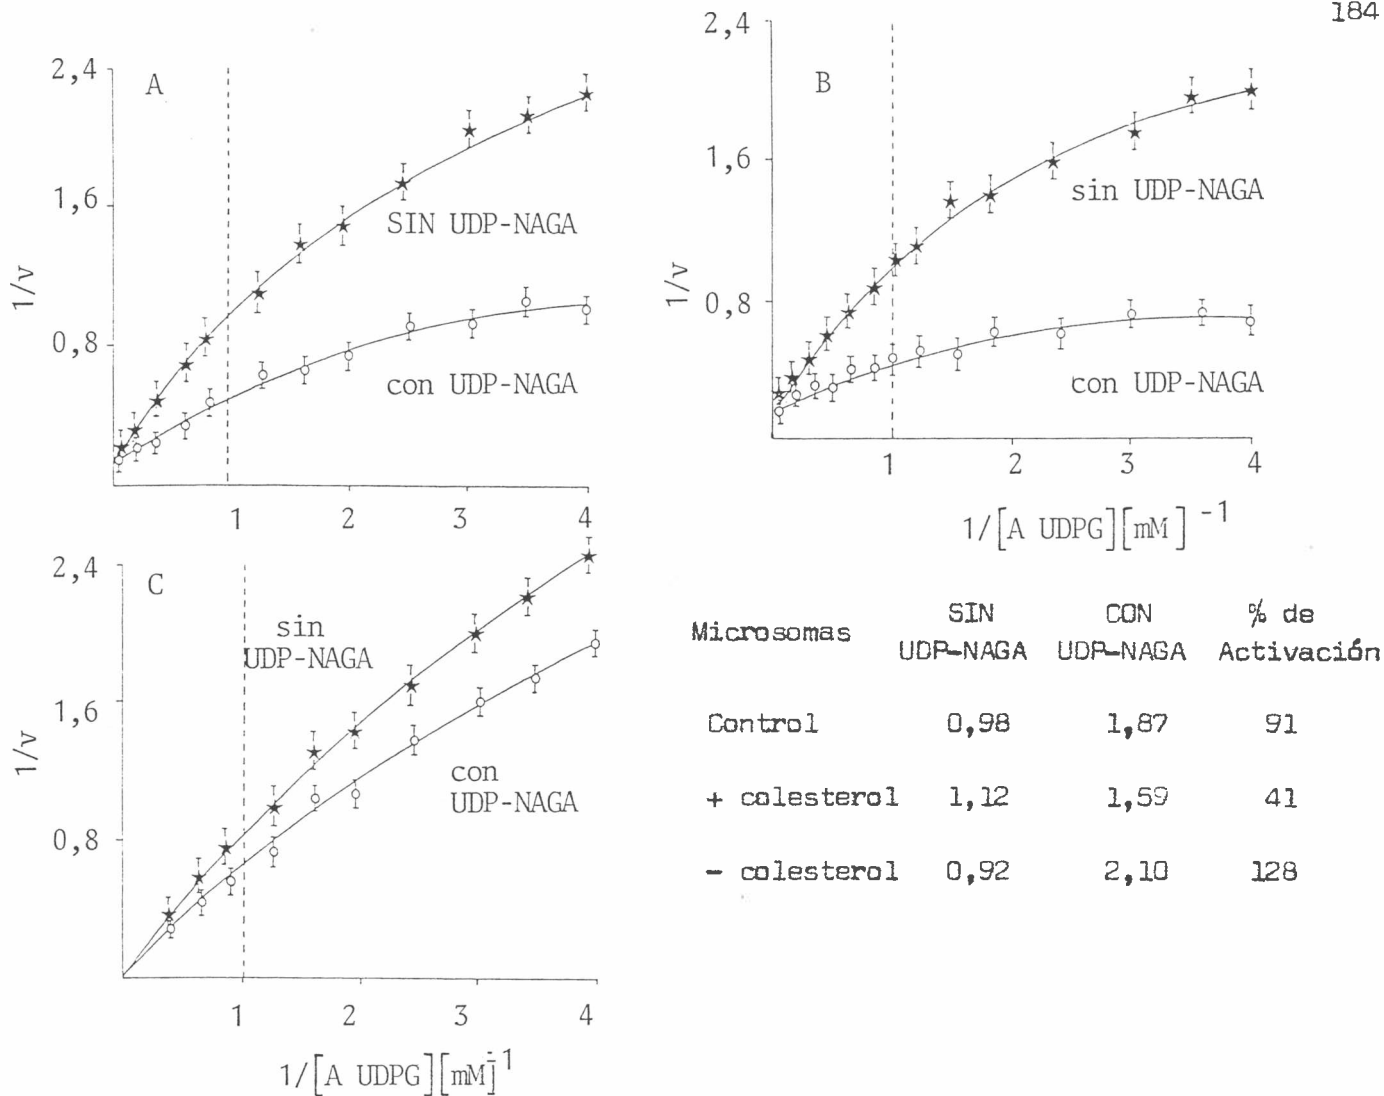 184
A
2,4
1,6
0,8
1/v
SIN UDP-NAGA
con UDP-NAGA
1 2 3 4
B
2,4
1,6
0,8
1/v
sin UDP-NAGA
con UDP-NAGA
1 2 3 4
1/[A UDPG][mM]-1
C
2,4
1,6
0,8
1/v
sin
UDP-NAGA
con
UDP-NAGA
1 2 3 4
1/[A UDPG][mM]-1
Microsomas SIN UDP-NAGA CON UDP-NAGA % de Activación
Control 0,98 1,87 91
+ colesterol 1,12 1,59 41
- colesterol 0,92 2,10 128